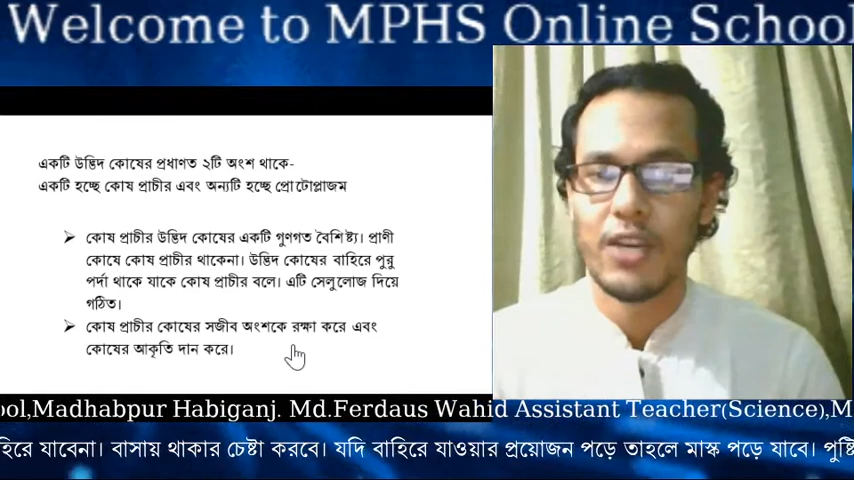 Welcome to MPHS Online School
একটি উদ্ভিদ কোষের প্রধাণত ২টি অংশ থাকে-
একটি হচ্ছে কোষ প্রাচীর এবং অন্যটি হচ্ছে প্রোটোপ্লাজম
➢ কোষ প্রাচীর উদ্ভিদ কোষের একটি গুণগত বৈশিষ্ট্য। প্রাণী
কোষে কোষ প্রাচীর থাকেনা। উদ্ভিদ কোষের বাহিরে পুরু
পর্দা থাকে যাকে কোষ প্রাচীর বলে। এটি সেলুলোজ দিয়ে
গঠিত।
➢ কোষ প্রাচীর কোষের সজীব অংশকে রক্ষা করে এবং
কোষের আকৃতি দান করে।
ool,Madhabpur Habiganj. Md.Ferdaus Wahid Assistant Teacher(Science),M
হিরে যাবেনা। বাসায় থাকার চেষ্টা করবে। যদি বাহিরে যাওয়ার প্রয়োজন পড়ে তাহলে মাস্ক পড়ে যাবে। পুষ্টি